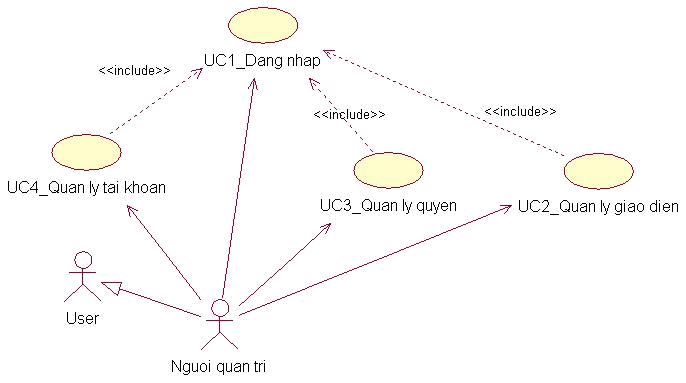 UC1_Dang nhap
<<include>>
<<include>>
<<include>>
UC4_Quan ly tai khoan
UC3_Quan ly quyen
UC2_Quan ly giao dien
User
Nguoi quan tri